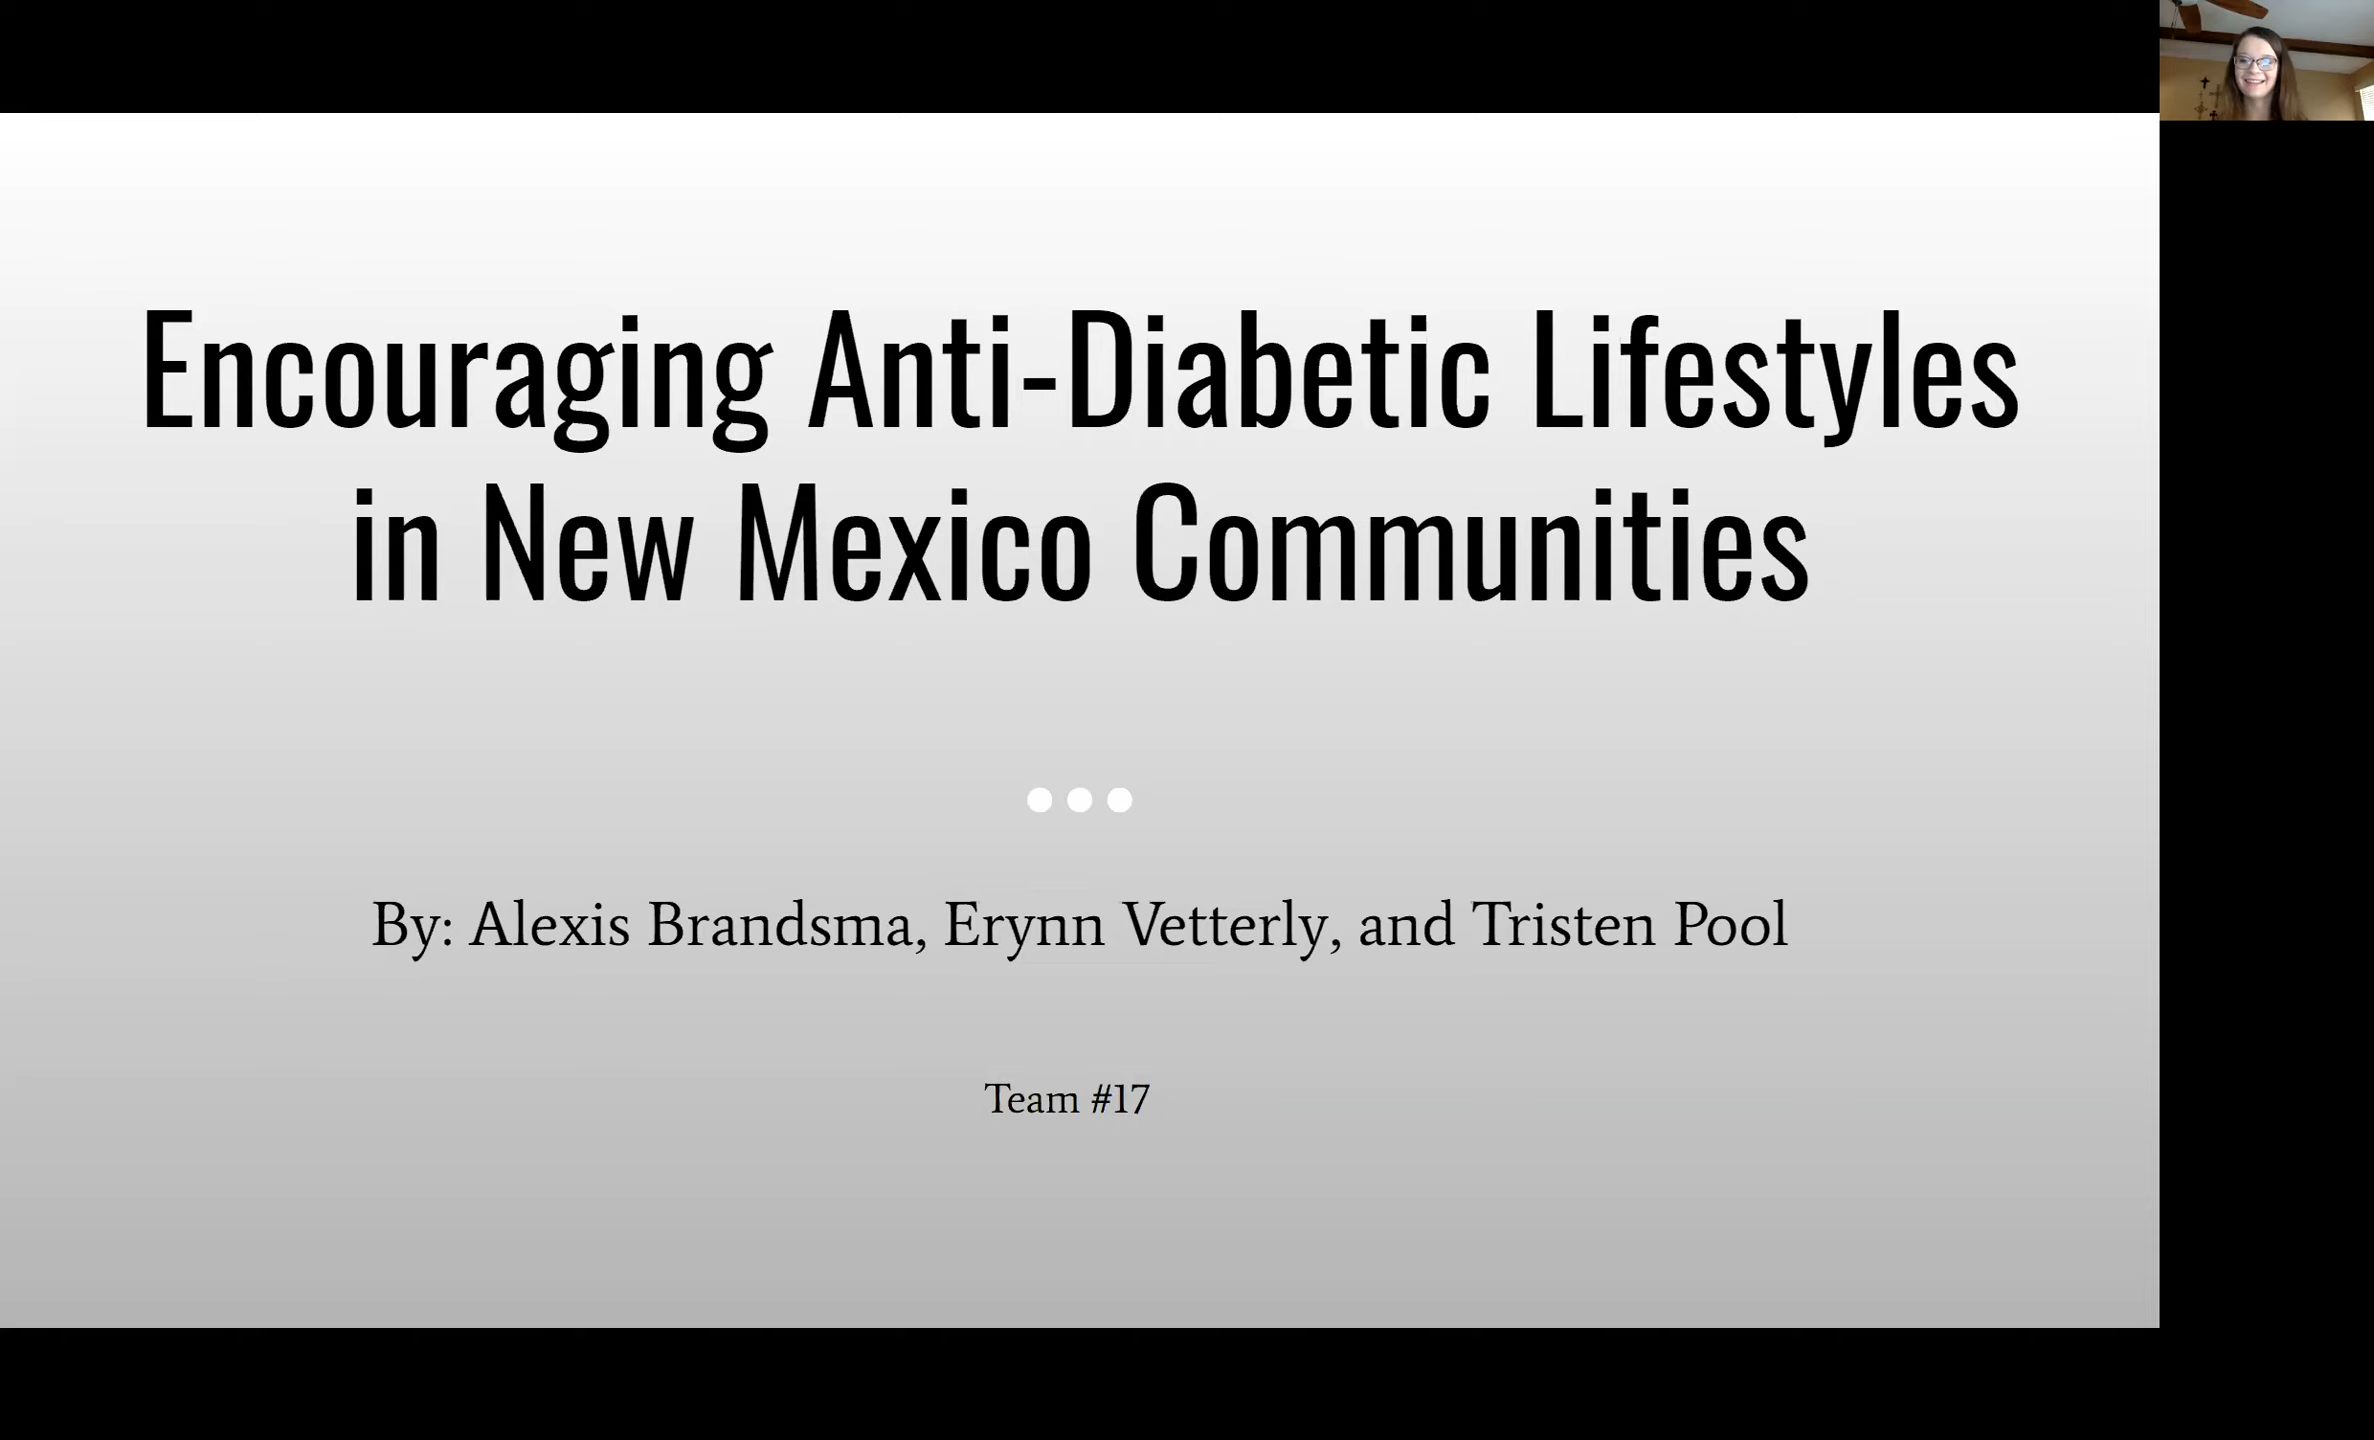 Encouraging Anti-Diabetic Lifestyles
in New Mexico Communities
By: Alexis Brandsma, Erynn Vetterly, and Tristen Pool
Team #17